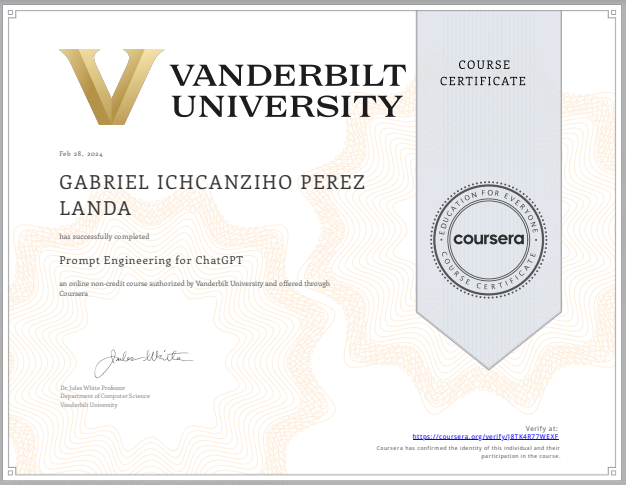 VANDERBILT
UNIVERSITY
COURSE
CERTIFICATE
Feb 28, 2024
GABRIEL ICHCANZIHO PEREZ
LANDA
has successfully completed
Prompt Engineering for ChatGPT
an online non-credit course authorized by Vanderbilt University and offered through
Coursera
EDUCATION FOR EVERYONE
coursera
COURSE CERTIFICATE
Jules White
Dr. Jules White Professor
Department of Computer Science
Vanderbilt University
Verify at:
https://coursera.org/verify/J8TK4R77WEXF
Coursera has confirmed the identity of this individual and their
participation in the course.